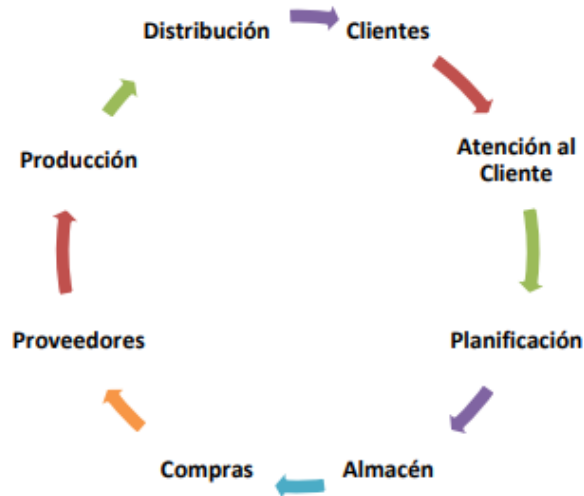 Distribución
Clientes
Atención al
Cliente
Planificación
Almacén
Compras
Proveedores
Producción